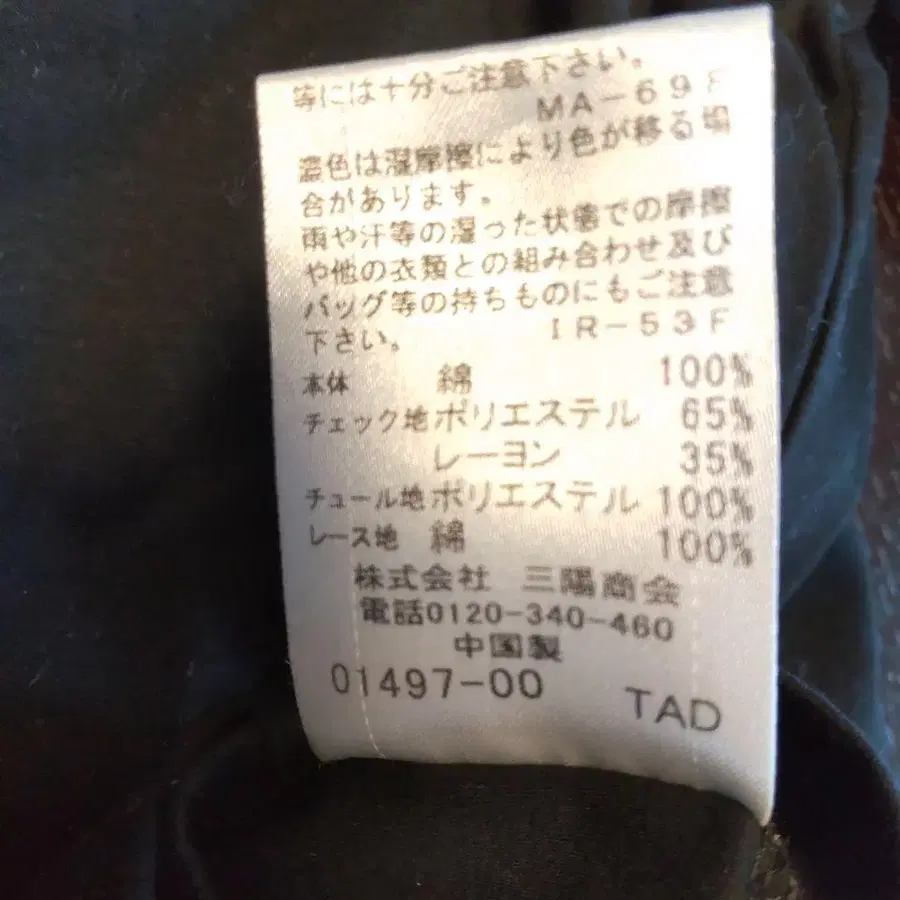 等には十分ご注意下さい。
MA-69F
濃色は湿摩擦により色が移る場
合があります。
雨や汗等の湿った状態での摩擦
や他の衣類との組み合わせ及び
バッグ等の持ちものにもご注意
下さい。 IR-53F
本体 綿 100%
チェック地ポリエステル 65%
レーヨン 35%
チュール地ポリエステル 100%
レース地 綿 100%
株式会社 三陽商会
電話0120-340-460
中国製
01497-00 TAD